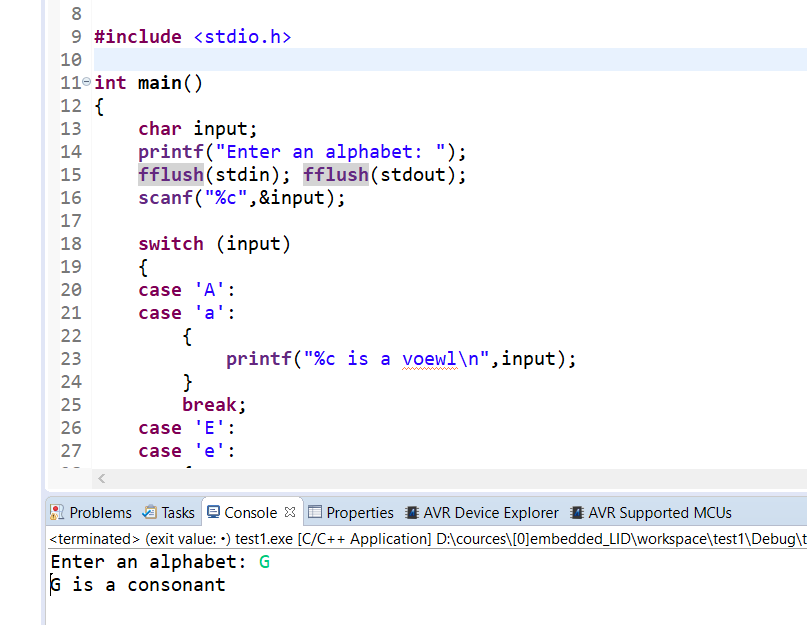 8
9 #include <stdio.h>
10
11 int main()
12 {
13 char input;
14 printf("Enter an alphabet: ");
15 fflush(stdin); fflush(stdout);
16 scanf("%c",&input);
17
18 switch (input)
19 {
20 case 'A':
21 case 'a':
22 {
23 printf("%c is a voewl\n",input);
24 }
25 break;
26 case 'E':
27 case 'e':
Problems Tasks Console Properties AVR Device Explorer AVR Supported MCUs
<terminated> (exit value: •) test1.exe [C/C++ Application] D:\cources\[0]embedded_LID\workspace\test1\Debug\t
Enter an alphabet: G
G is a consonant